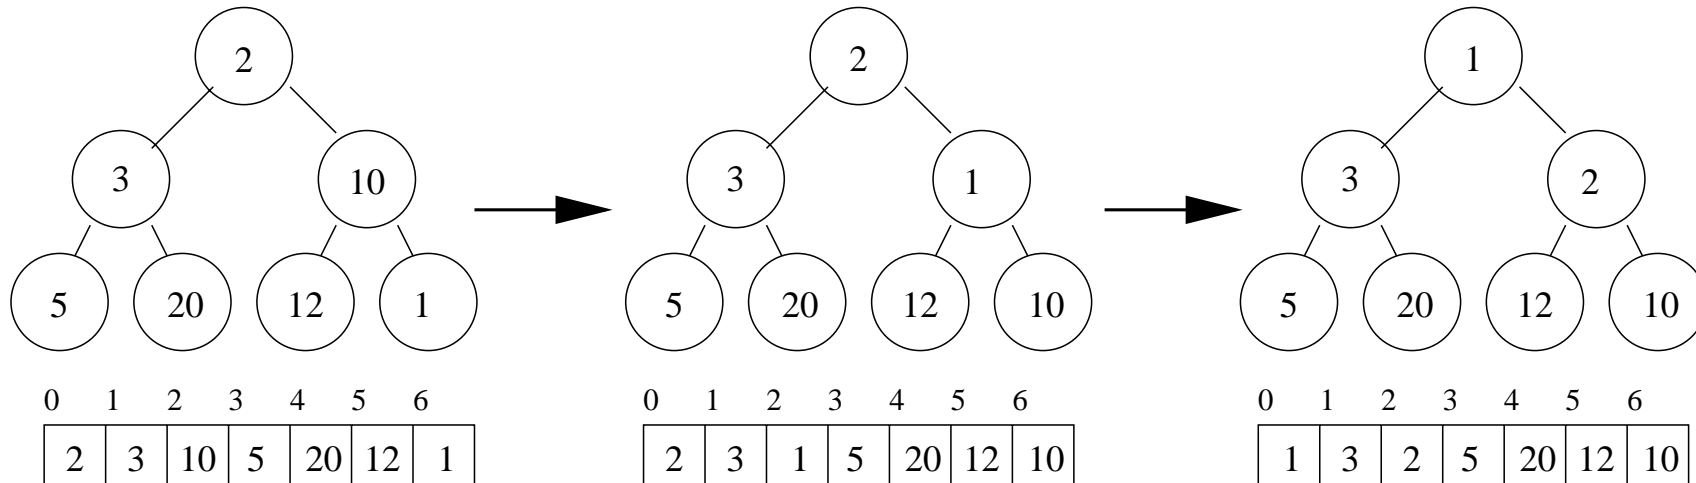 2
3 10
5 20 12 1
0 1 2 3 4 5 6
2 3 10 5 20 12 1
2
3 1
5 20 12 10
0 1 2 3 4 5 6
2 3 1 5 20 12 10
1
3 2
5 20 12 10
0 1 2 3 4 5 6
1 3 2 5 20 12 10